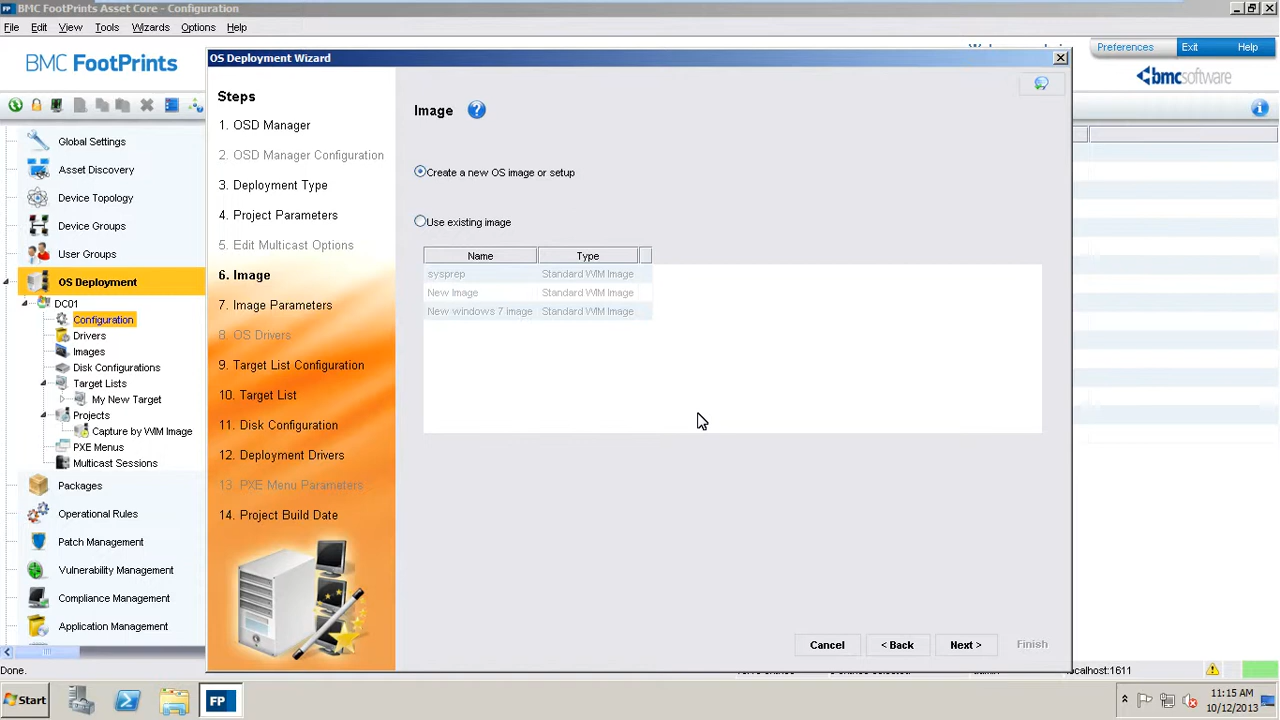 BMC FootPrints Asset Core - Configuration
File Edit View Tools Wizards Options Help
BMC FootPrints
Preferences Exit Help
bmcsoftware
OS Deployment Wizard
Global Settings
Asset Discovery
Device Topology
Device Groups
User Groups
OS Deployment
DC01
Configuration
Drivers
Images
Disk Configurations
Target Lists
My New Target
Projects
Capture by WIM Image
PXE Menus
Multicast Sessions
Packages
Operational Rules
Patch Management
Vulnerability Management
Compliance Management
Application Management
Steps
1. OSD Manager
2. OSD Manager Configuration
3. Deployment Type
4. Project Parameters
5. Edit Multicast Options
6. Image
7. Image Parameters
8. OS Drivers
9. Target List Configuration
10. Target List
11. Disk Configuration
12. Deployment Drivers
13. PXE Menu Parameters
14. Project Build Date
Image
Create a new OS image or setup
Use existing image
Name Type
sysprep Standard WIM Image
New Image Standard WIM Image
New windows 7 image Standard WIM Image
Cancel < Back Next > Finish
Done.
localhost:1611
Start
FP
11:15 AM
10/12/2013